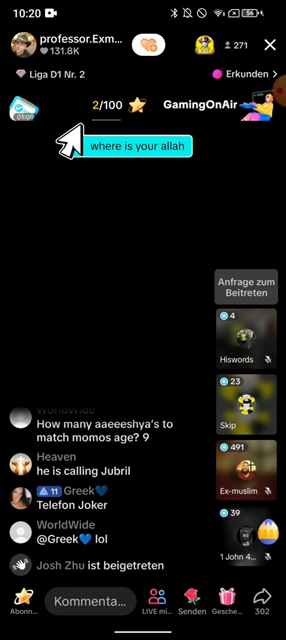 10:20
56
professor.Exm...
131.8K
271
Liga D1 Nr. 2
Erkunden >
01:09
2/100
GamingOnAir
where is your allah
Anfrage zum
Beitreten
4
Hiswords
23
Skip
491
Ex-muslim
39
1 John 4...
WorldWide
How many aaeeeshya's to
match momos age? 9
Heaven
he is calling Jubril
11 Greek💙
Telefon Joker
WorldWide
@Greek💙 lol
Josh Zhu ist beigetreten
Kommenta...
Abonn...
LIVE mi...
Senden
Gesche...
302